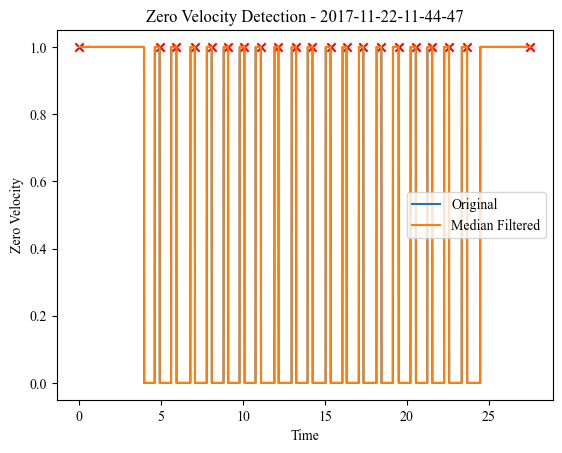 Zero Velocity Detection - 2017-11-22-11-44-47
1.0
0.8
0.6
0.4
0.2
0.0
Zero Velocity
Original
Median Filtered
0 5 10 15 20 25
Time